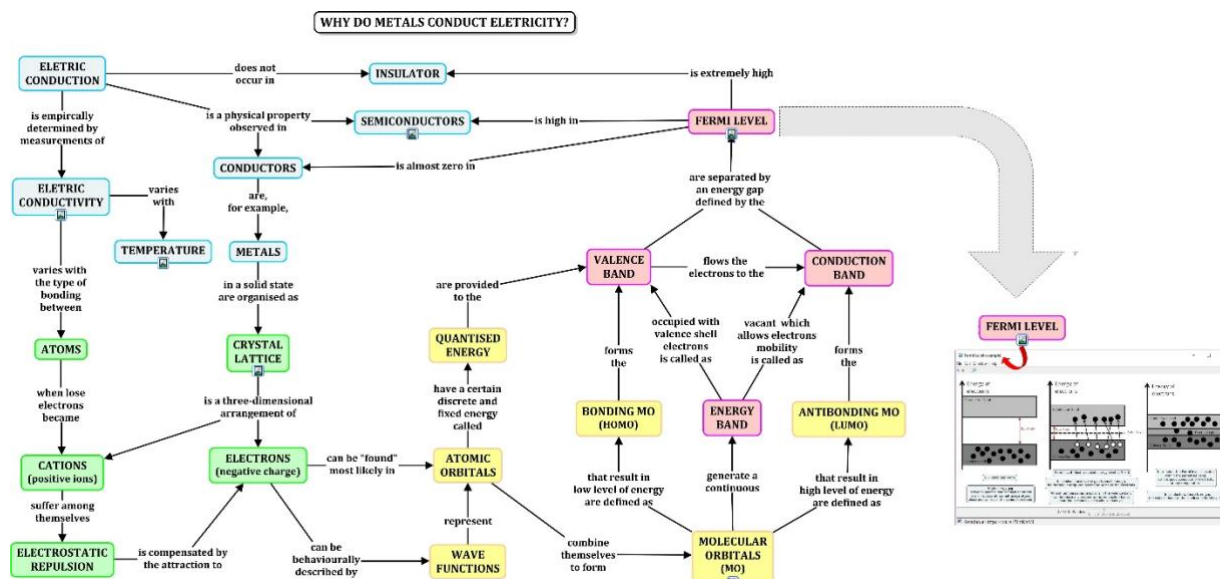 WHY DO METALS CONDUCT ELETRICITY?
ELETRIC
CONDUCTION
does not
occur in
INSULATOR
is extremely high
is empirically
determined by
measurements of
is a physical property
observed in
SEMICONDUCTORS
is high in
FERMI LEVEL
CONDUCTORS
is almost zero in
ELETRIC
CONDUCTIVITY
varies
with
TEMPERATURE
are,
for example,
METALS
are separated by
an energy gap
defined by the
VALENCE
BAND
flows the
electrons to the
CONDUCTION
BAND
varies with
the type of
bonding
between
in a solid state
are organised as
are provided
to the
ATOMS
CRYSTAL
LATTICE
QUANTISED
ENERGY
forms
the
occupied with
valence shell
electrons
is called as
vacant which
allows electrons
mobility
is called as
forms
the
FERMI LEVEL
when lose
electrons
became
is a three-dimensional
arrangement of
have a certain
discrete and
fixed energy
called
BONDING MO
(HOMO)
ENERGY
BAND
ANTIBONDING MO
(LUMO)
CATIONS
(positive ions)
ELECTRONS
(negative charge)
can be "found"
most likely in
ATOMIC
ORBITALS
that result in
low level of energy
are defined as
generate a
continuous
that result in
high level of energy
are defined as
suffer among
themselves
ELECTROSTATIC
REPULSION
is compensated by
the attraction to
can be
behaviourally
described by
represent
WAVE
FUNCTIONS
combine
themselves
to form
MOLECULAR
ORBITALS
(MO)
Energy of
electrons
Energy of
electrons
Energy of
electrons